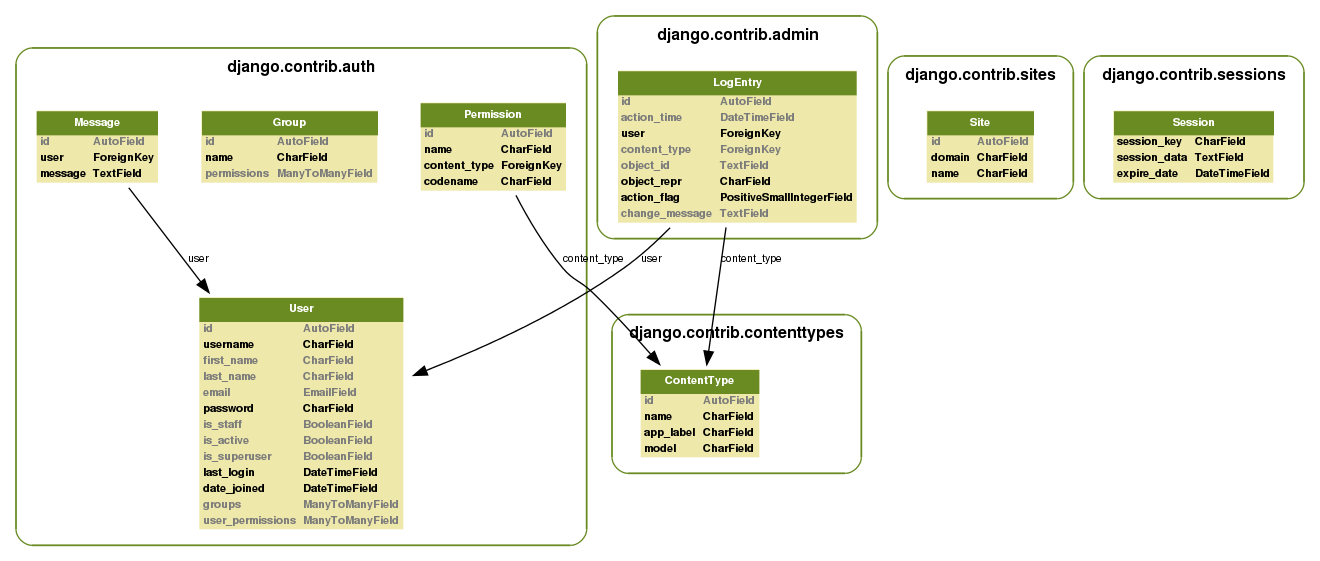 django.contrib.auth
Message
id AutoField
user ForeignKey
message TextField
Group
id AutoField
name CharField
permissions ManyToManyField
Permission
id AutoField
name CharField
content_type ForeignKey
codename CharField
user
User
id AutoField
username CharField
first_name CharField
last_name CharField
email EmailField
password CharField
is_staff BooleanField
is_active BooleanField
is_superuser BooleanField
last_login DateTimeField
date_joined DateTimeField
groups ManyToManyField
user_permissions ManyToManyField
django.contrib.admin
LogEntry
id AutoField
action_time DateTimeField
user ForeignKey
content_type ForeignKey
object_id TextField
object_repr CharField
action_flag PositiveSmallIntegerField
change_message TextField
content_type
user
content_type
django.contrib.contenttypes
ContentType
id AutoField
name CharField
app_label CharField
model CharField
django.contrib.sites
Site
id AutoField
domain CharField
name CharField
django.contrib.sessions
Session
session_key CharField
session_data TextField
expire_date DateTimeField